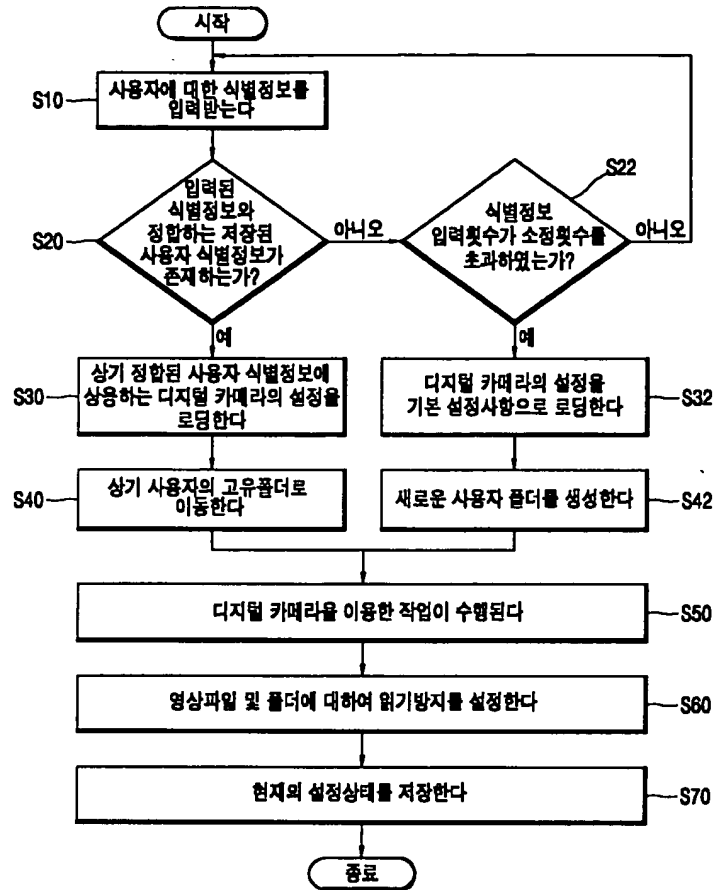 시작
S10
사용자에 대한 식별정보를
입력받는다
S20
입력된
식별정보와
정합하는 저장된
사용자 식별정보가
존재하는가?
아니오
예
S22
식별정보
입력횟수가 소정횟수를
초과하였는가?
아니오
예
S30
상기 정합된 사용자 식별정보에
상응하는 디지털 카메라의 설정을
로딩한다
디지털 카메라의 설정을
기본 설정사항으로 로딩한다
S32
S40
상기 사용자의 고유폴더로
이동한다
새로운 사용자 폴더를 생성한다
S42
디지털 카메라을 이용한 작업이 수행된다
S50
영상파일 및 폴더에 대하여 읽기방지를 설정한다
S60
현재의 설정상태를 저장한다
S70
종료